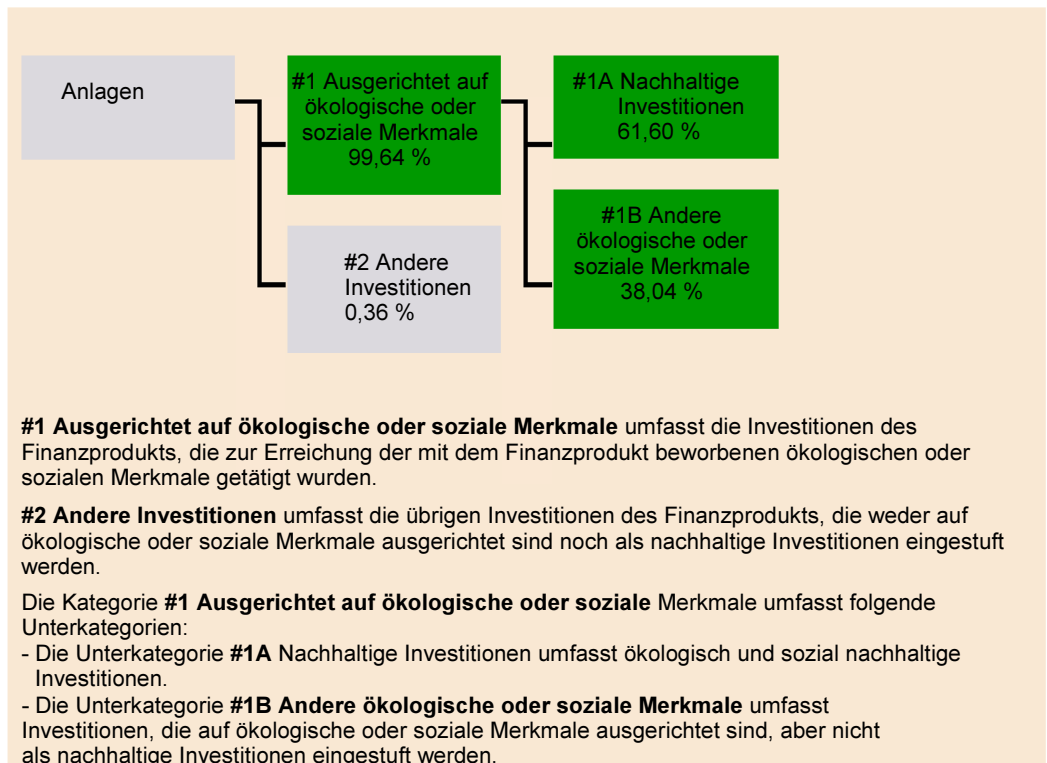 Anlagen
#1 Ausgerichtet auf
ökologische oder
soziale Merkmale
99,64 %
#2 Andere
Investitionen
0,36 %
#1A Nachhaltige
Investitionen
61,60 %
#1B Andere
ökologische oder
soziale Merkmale
38,04 %
#1 Ausgerichtet auf ökologische oder soziale Merkmale umfasst die Investitionen des
Finanzprodukts, die zur Erreichung der mit dem Finanzprodukt beworbenen ökologischen oder
sozialen Merkmale getätigt wurden.
#2 Andere Investitionen umfasst die übrigen Investitionen des Finanzprodukts, die weder auf
ökologische oder soziale Merkmale ausgerichtet sind noch als nachhaltige Investitionen eingestuft
werden.
Die Kategorie #1 Ausgerichtet auf ökologische oder soziale Merkmale umfasst folgende
Unterkategorien:
- Die Unterkategorie #1A Nachhaltige Investitionen umfasst ökologisch und sozial nachhaltige
Investitionen.
- Die Unterkategorie #1B Andere ökologische oder soziale Merkmale umfasst
Investitionen, die auf ökologische oder soziale Merkmale ausgerichtet sind, aber nicht
als nachhaltige Investitionen eingestuft werden.